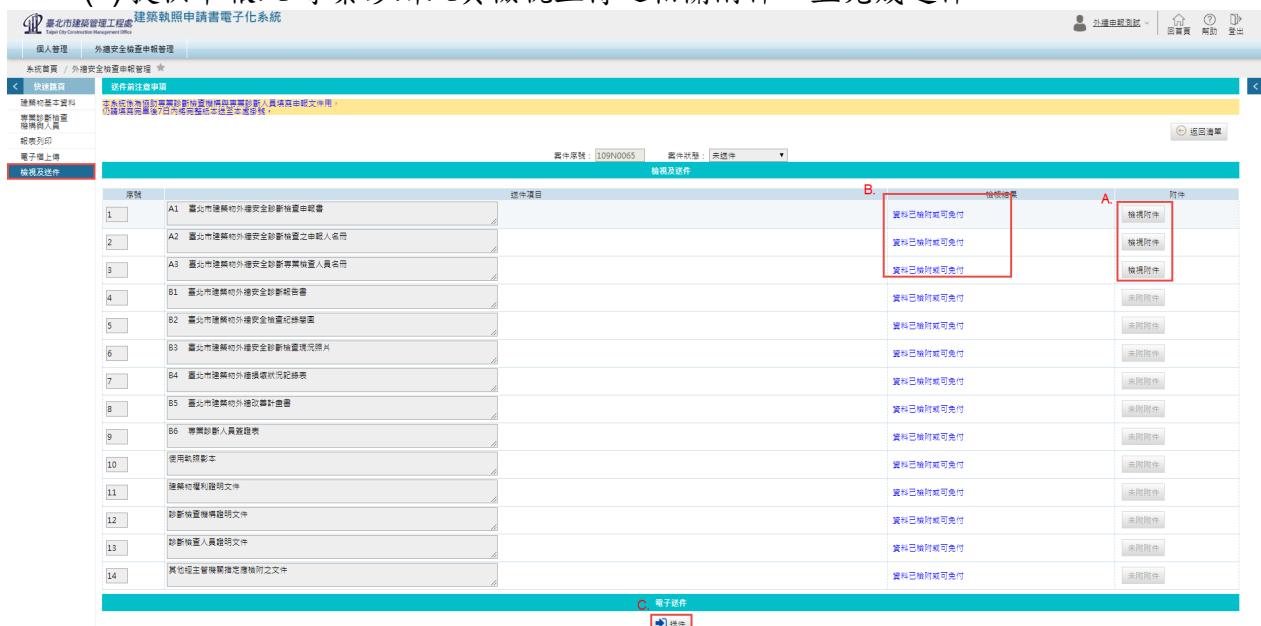 臺北市建築管理工程處
Taipei City Construction Management Office
建築執照申請書電子化系統
外牆申報測試
回首頁 幫助 登出
個人管理 外牆安全檢查申報管理
系統首頁 / 外牆安全檢查申報管理
快速跳頁
送件前注意事項
建築物基本資料
專業診斷檢查
機構與人員
報表列印
電子檔上傳
檢視及送件
本系統係為協助專業診斷檢查機構與專業診斷人員填寫申報文件用，
仍請填寫完畢後7日內將完整紙本送至本處掛號。
返回清單
案件序號： 109N0065 案件狀態： 未送件
檢視及送件
序號 送件項目 檢視結果 附件
B.
A.
1 A1 臺北市建築物外牆安全診斷檢查申報書 資料已檢附或可免付 檢視附件
2 A2 臺北市建築物外牆安全診斷檢查之申報人名冊 資料已檢附或可免付 檢視附件
3 A3 臺北市建築物外牆安全診斷專業檢查人員名冊 資料已檢附或可免付 檢視附件
4 B1 臺北市建築物外牆安全診斷報告書 資料已檢附或可免付 未附附件
5 B2 臺北市建築物外牆安全檢查紀錄簡圖 資料已檢附或可免付 未附附件
6 B3 臺北市建築物外牆安全診斷檢查現況照片 資料已檢附或可免付 未附附件
7 B4 臺北市建築物外牆損壞狀況記錄表 資料已檢附或可免付 未附附件
8 B5 臺北市建築物外牆改善計畫書 資料已檢附或可免付 未附附件
9 B6 專業診斷人員簽證表 資料已檢附或可免付 未附附件
10 使用執照影本 資料已檢附或可免付 未附附件
11 建築物權利證明文件 資料已檢附或可免付 未附附件
12 診斷檢查機構證明文件 資料已檢附或可免付 未附附件
13 診斷檢查人員證明文件 資料已檢附或可免付 未附附件
14 其他經主管機關指定應檢附之文件 資料已檢附或可免付 未附附件
C. 電子送件
送件